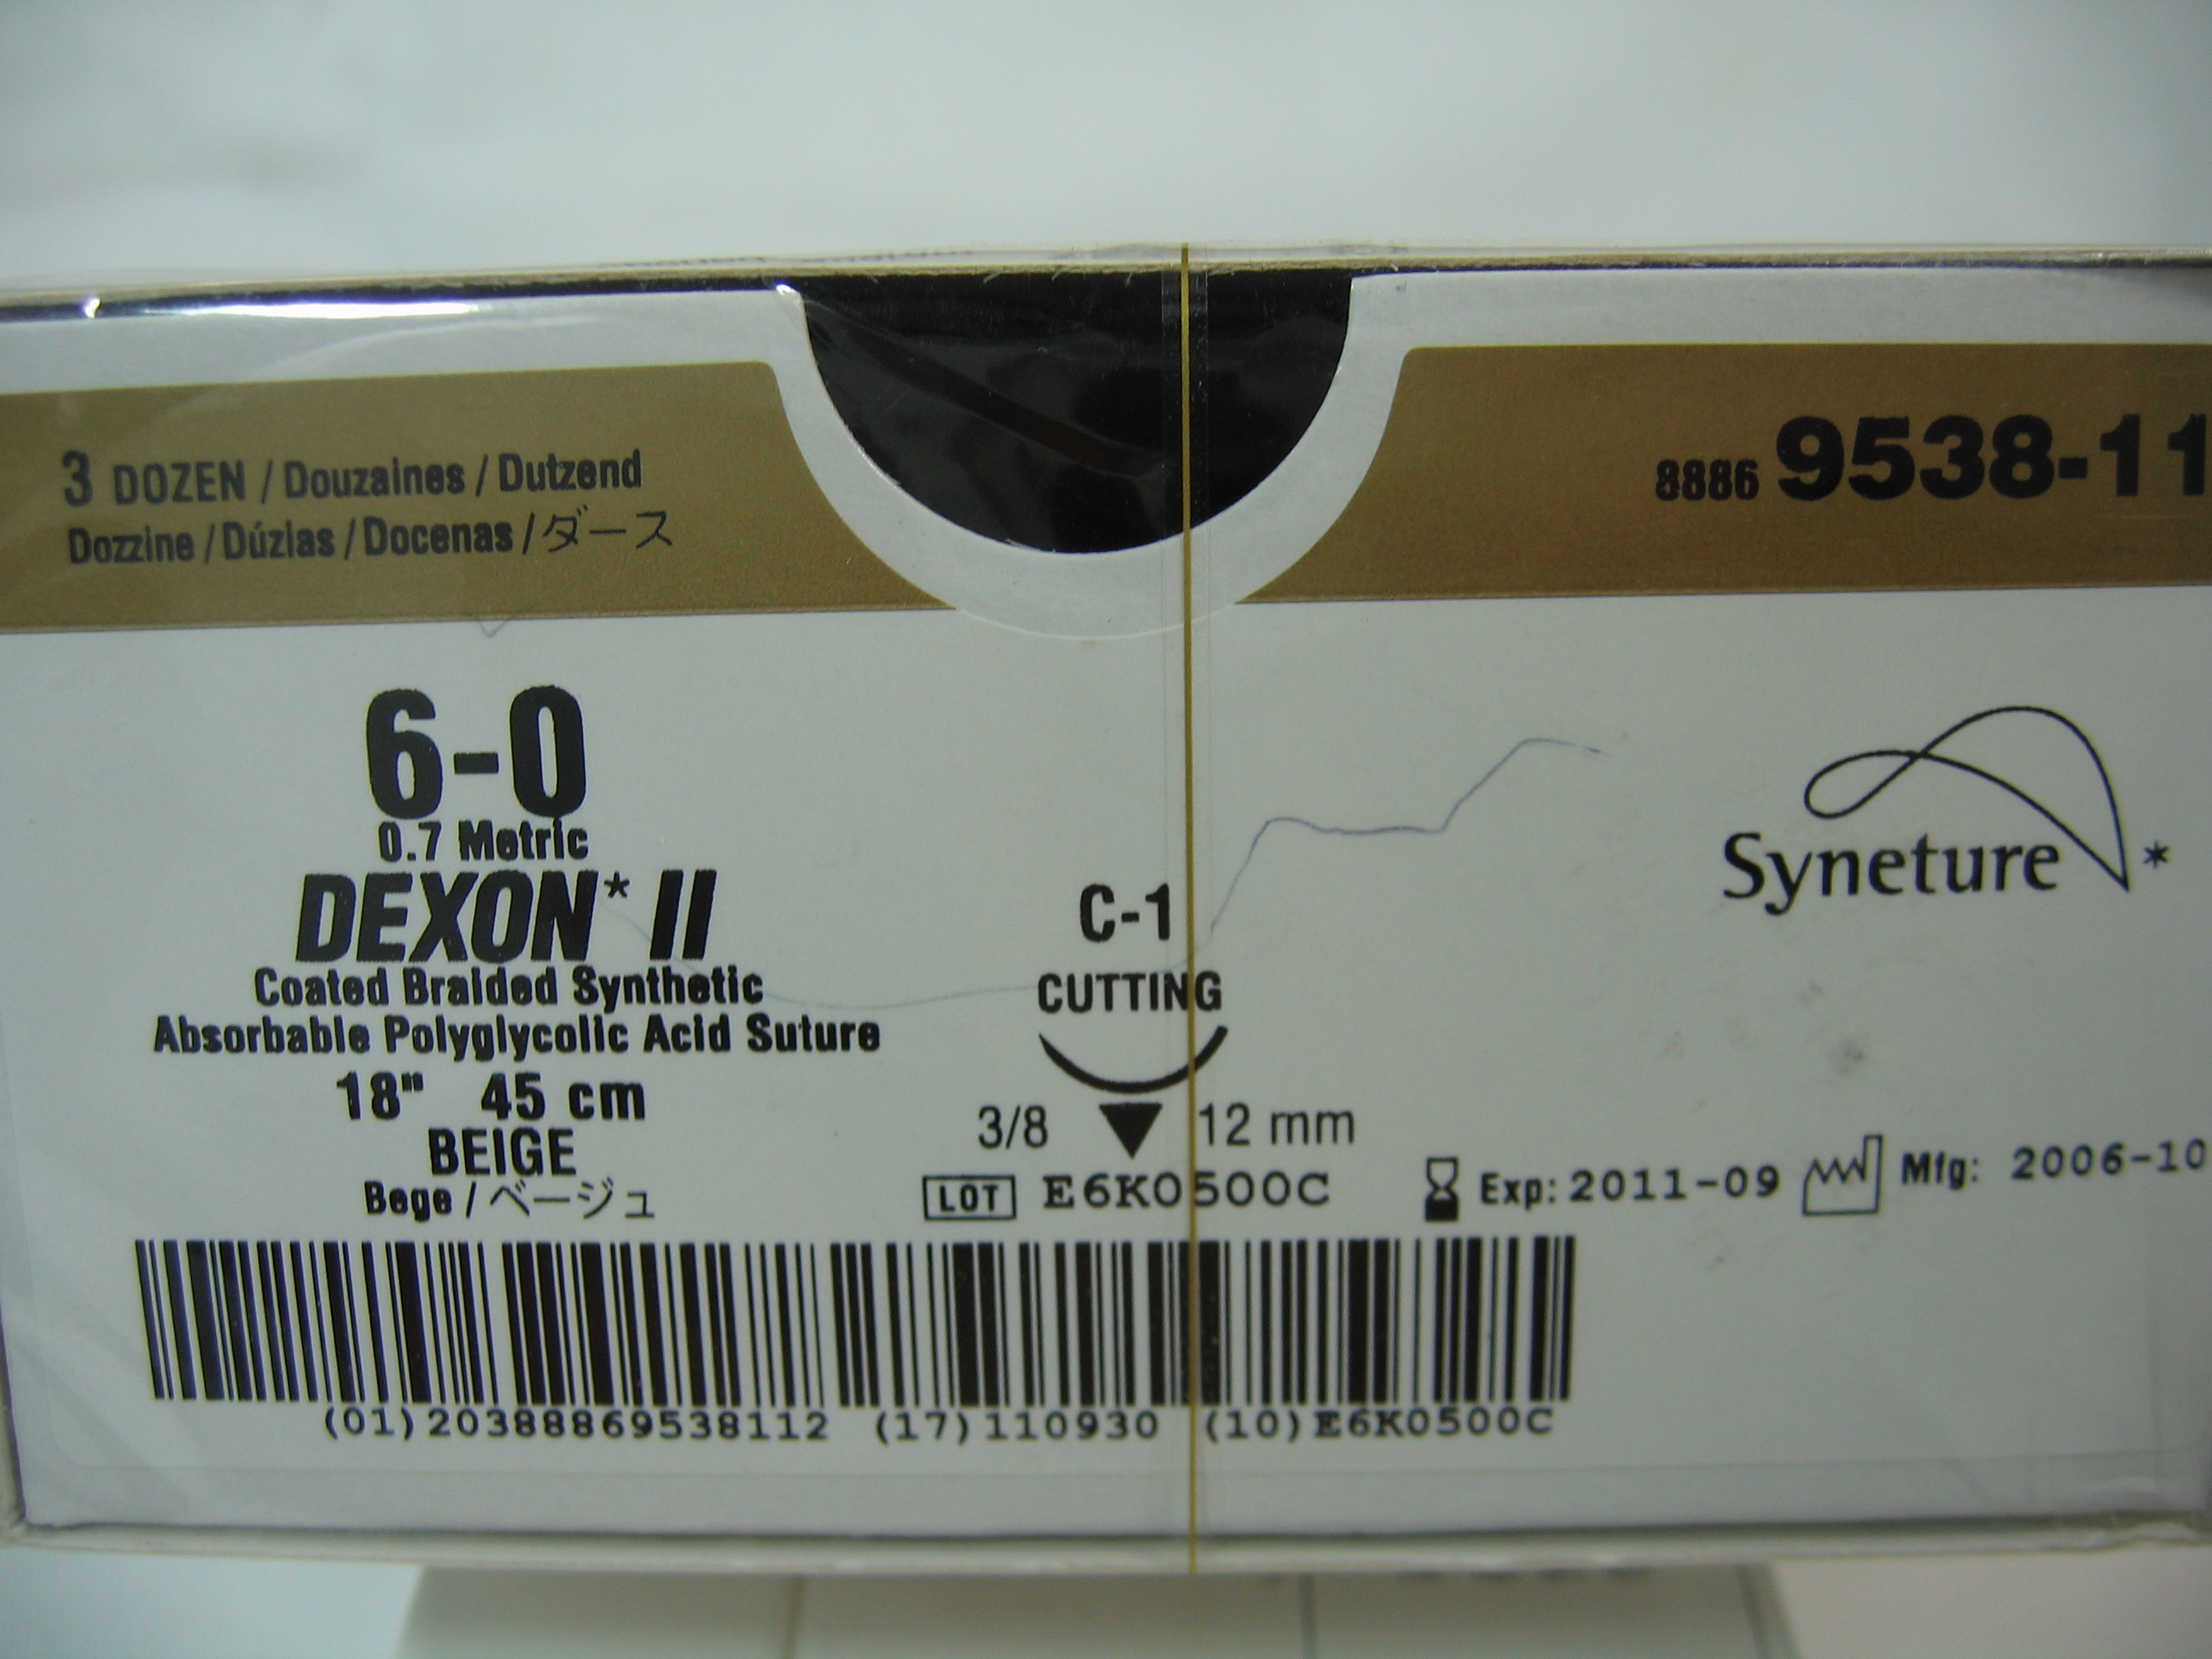 3 DOZEN / Douzaines / Dutzend
Dozzine / Dúzias / Docenas / ダース
8886 9538-11
6-0
0.7 Metric
DEXON* II
Coated Braided Synthetic
Absorbable Polyglycolic Acid Suture
18" 45 cm
BEIGE
Bege / ベージュ
C-1
CUTTING
3/8 12 mm
Syneture*
LOT E6K0500C
Exp: 2011-09
Mfg: 2006-10
(01)20388869538112 (17)110930 (10)E6K0500C